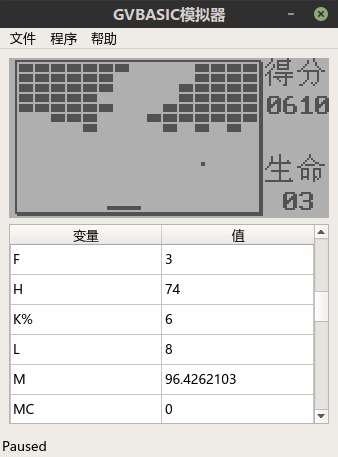 GVBASIC模拟器
文件 程序 帮助
得分
0610
生命
03
变量 值
F 3
H 74
K% 6
L 8
M 96.4262103
MC 0
Paused